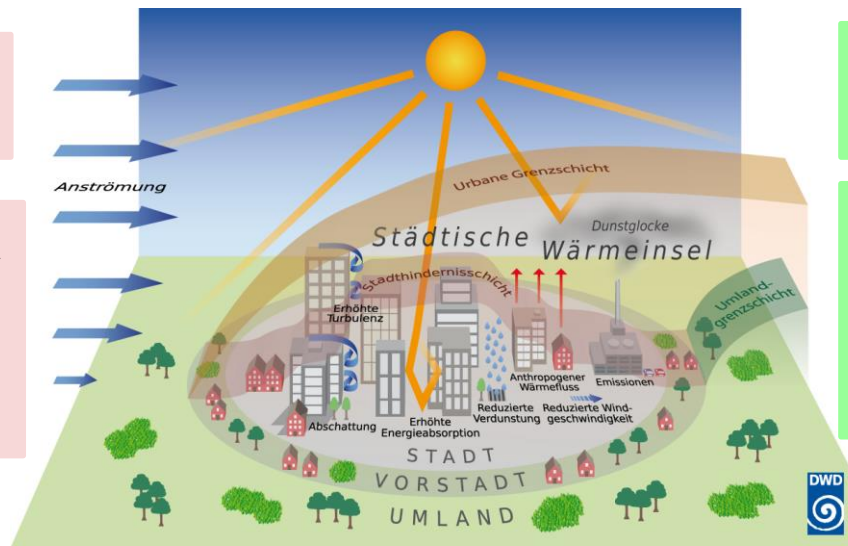 Anströmung
Urbane Grenzschicht
Dunstglocke
Städtische
Wärmeinsel
Stadthindernisschicht
Umland-
grenzschicht
Erhöhte
Turbulenz
Anthropogener
Wärmefluss
Emissionen
Abschattung
Erhöhte
Energieabsorption
Reduzierte
Verdunstung
Reduzierte Wind-
geschwindigkeit
STADT
VORSTADT
UMLAND
DWD